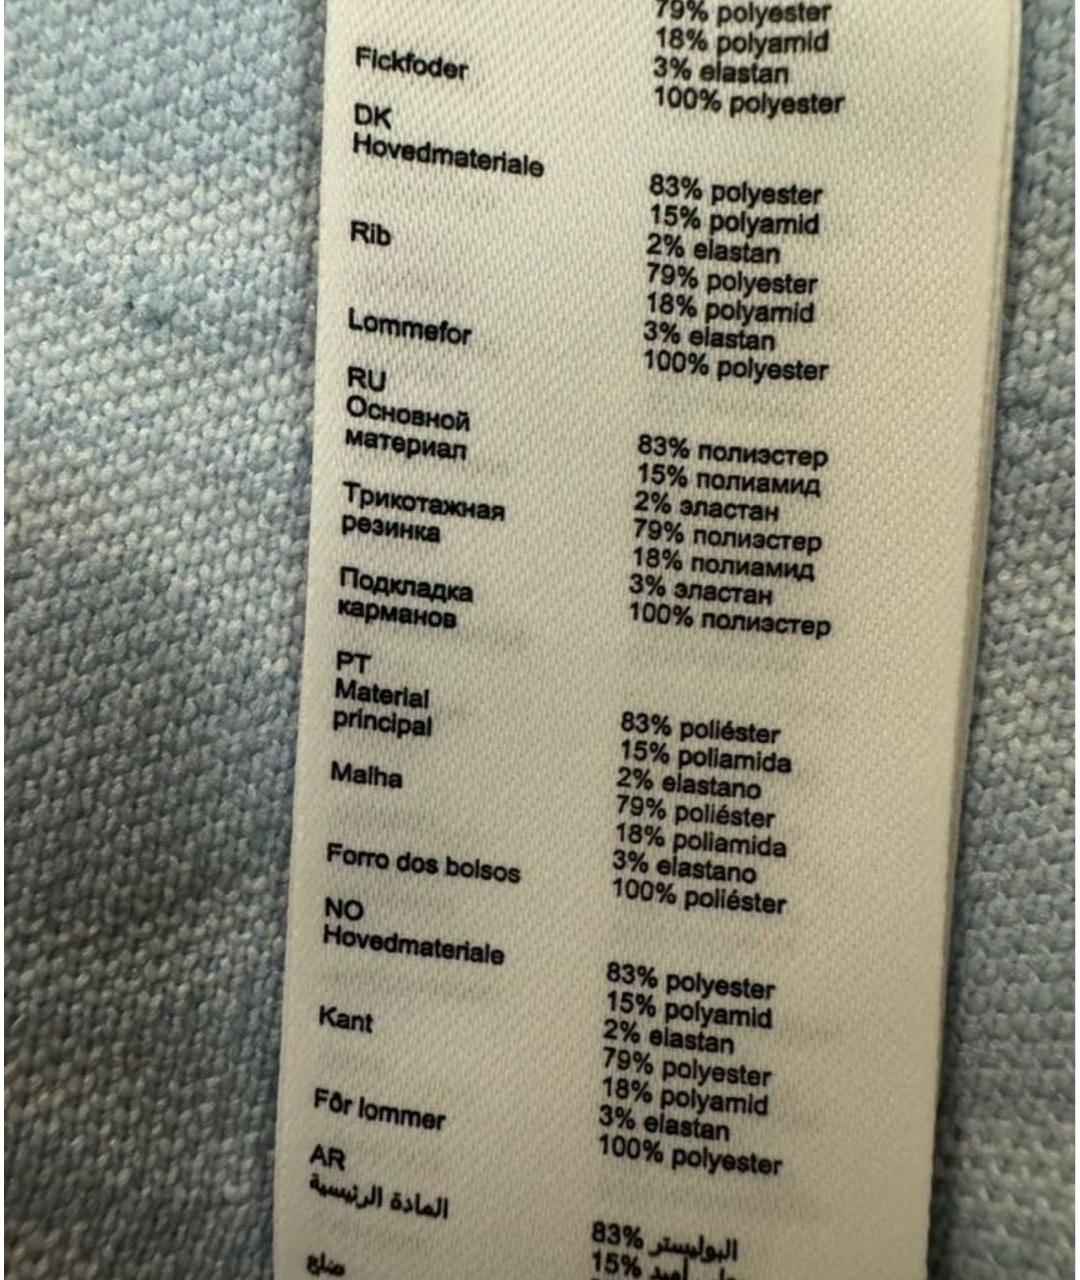 79% polyester
18% polyamid
3% elastan
Fickfoder
100% polyester
DK
Hovedmateriale
83% polyester
15% polyamid
2% elastan
Rib
79% polyester
18% polyamid
3% elastan
Lommefor
100% polyester
RU
Основной
материал
83% полиэстер
15% полиамид
2% эластан
Трикотажная
резинка
79% полиэстер
18% полиамид
3% эластан
Подкладка
карманов
100% полиэстер
PT
Material
principal
83% poliéster
15% poliamida
2% elastano
Malha
79% poliéster
18% poliamida
3% elastano
Forro dos bolsos
100% poliéster
NO
Hovedmateriale
83% polyester
15% polyamid
2% elastan
Kant
79% polyester
18% polyamid
3% elastan
Fôr lommer
100% polyester
AR
المادة الرئيسية
83% البوليستر
15%
ضلع